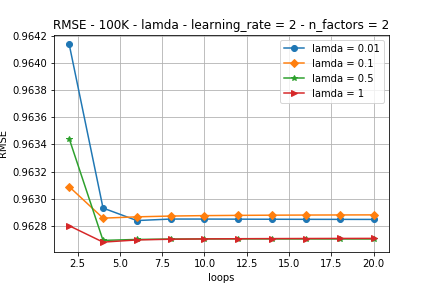 RMSE - 100K - lamda - learning_rate = 2 - n_factors = 2
0.9642
0.9640
0.9638
0.9636
0.9634
0.9632
0.9630
0.9628
RMSE
lamda = 0.01
lamda = 0.1
lamda = 0.5
lamda = 1
2.5 5.0 7.5 10.0 12.5 15.0 17.5 20.0
loops